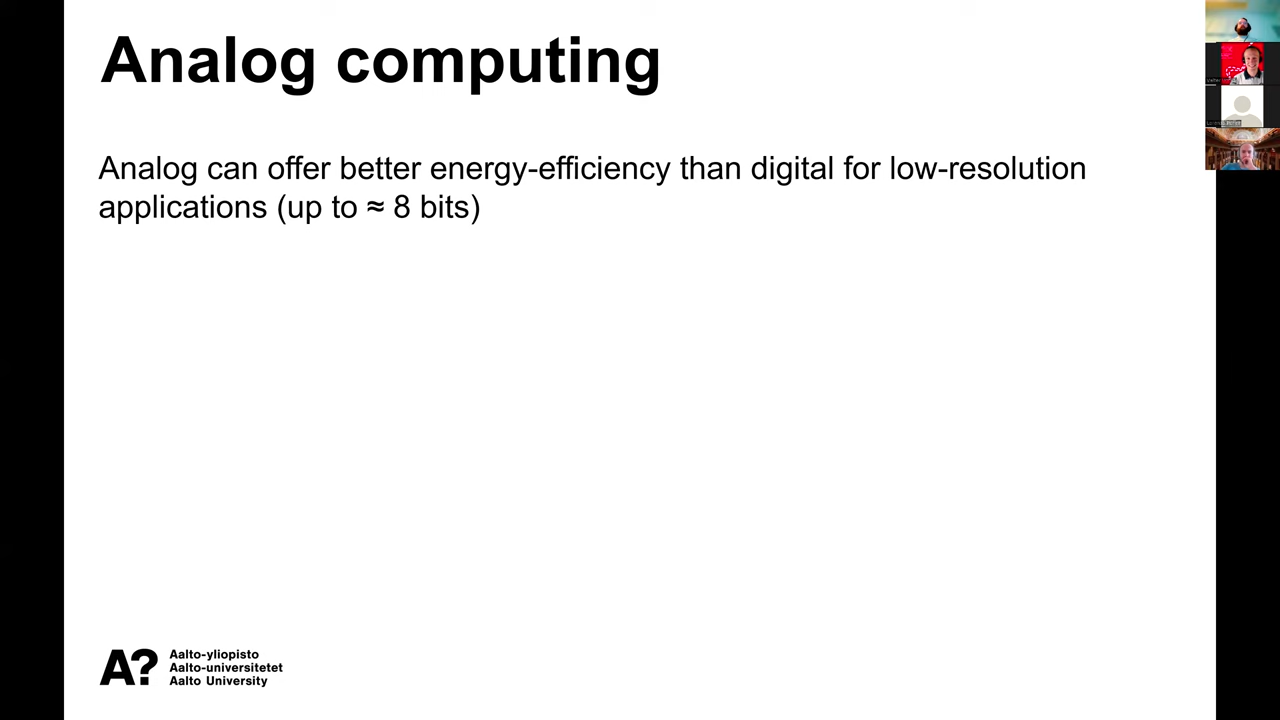 Analog computing
Analog can offer better energy-efficiency than digital for low-resolution
applications (up to ≈ 8 bits)
A?
Aalto-yliopisto
Aalto-universitetet
Aalto University